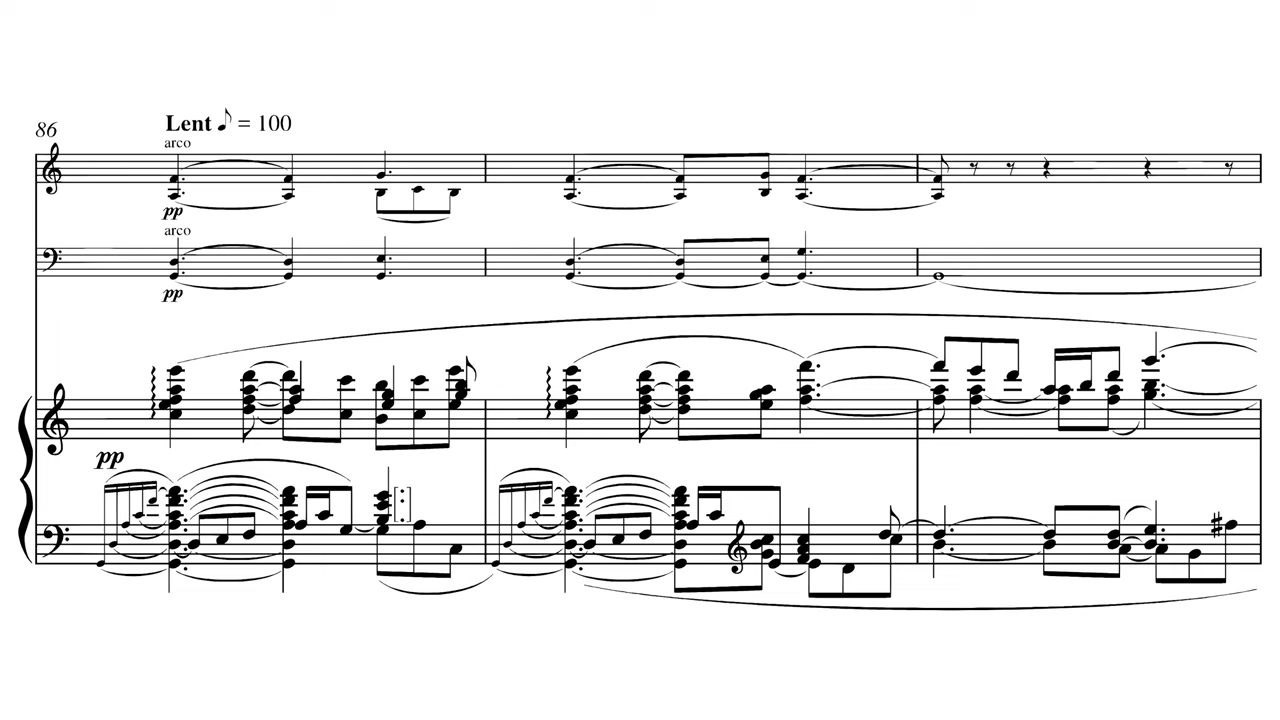 86
Lent ♪ = 100
arco
pp
arco
pp
pp
[.]